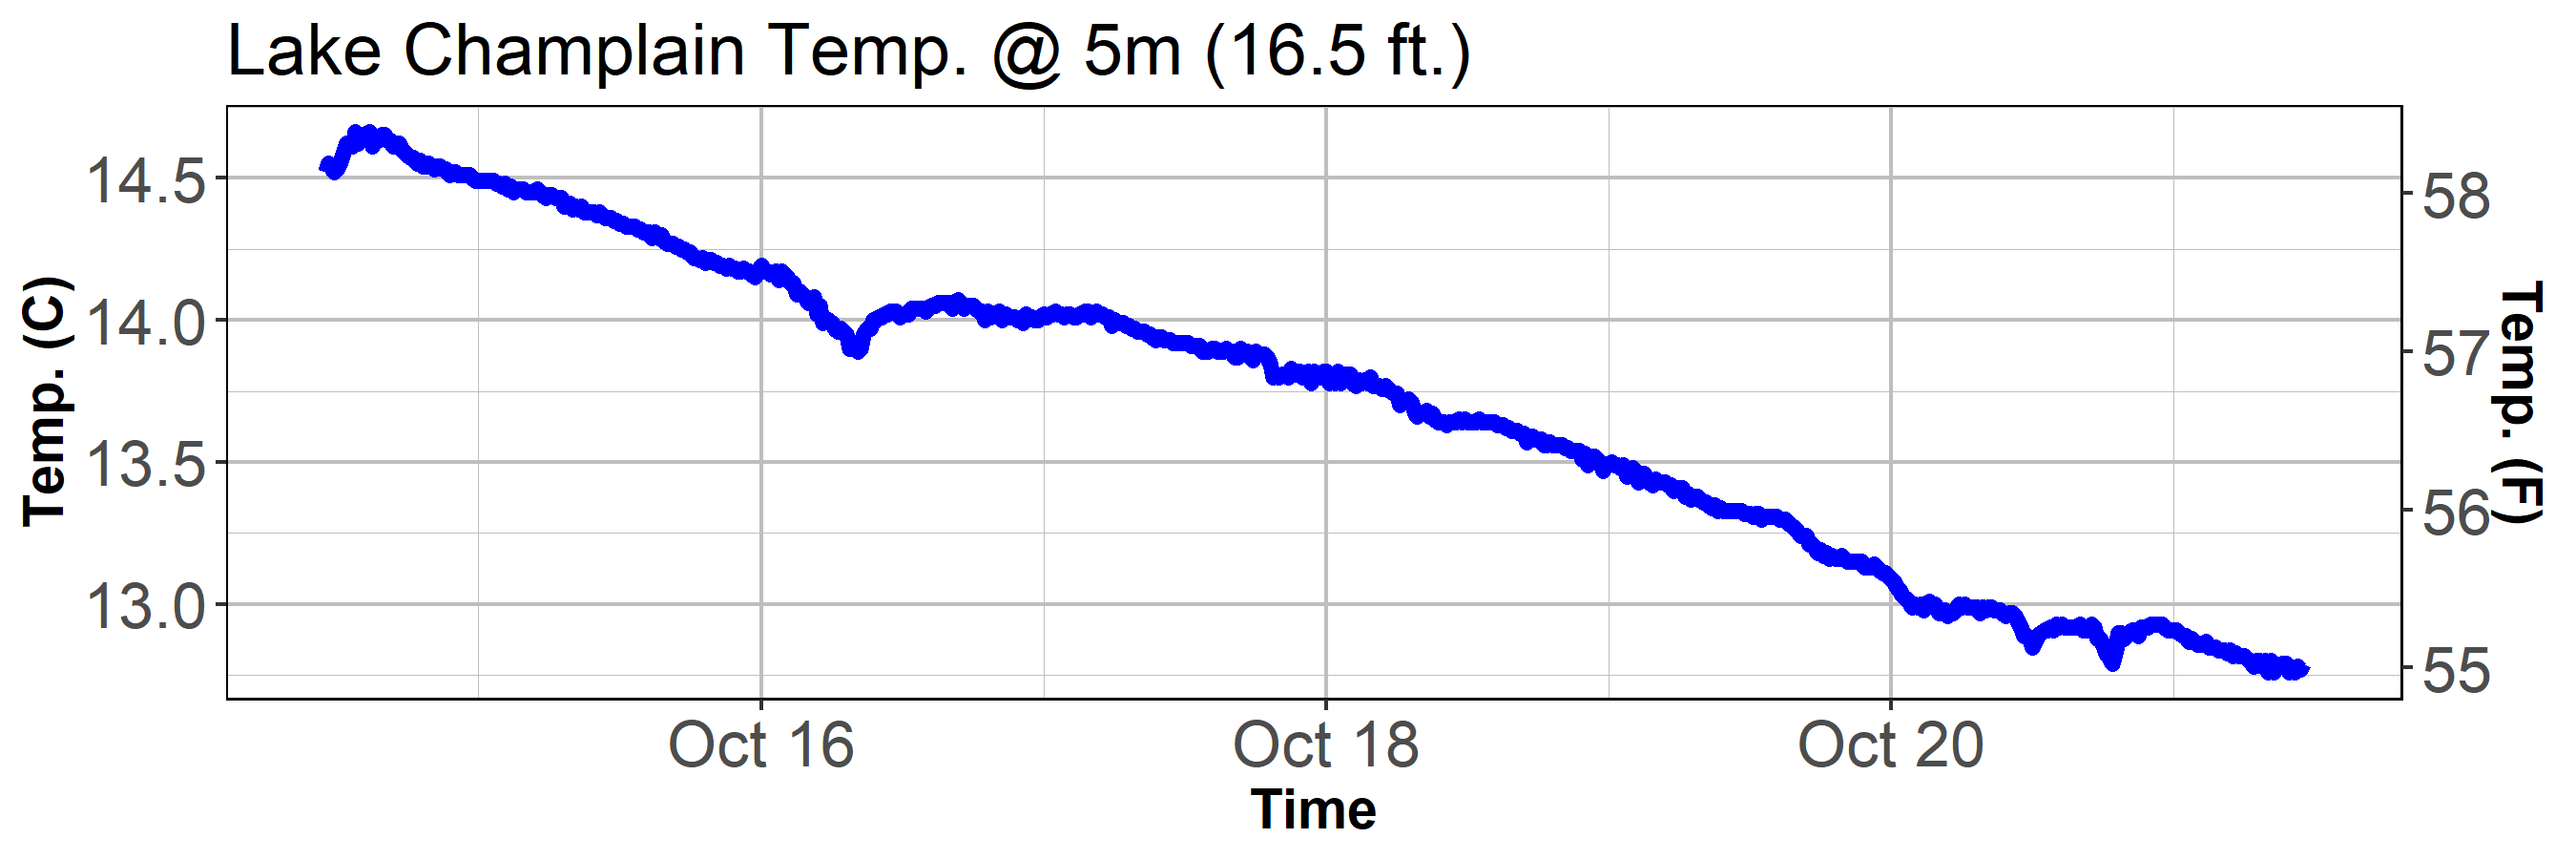 Lake Champlain Temp. @ 5m (16.5 ft.)
Temp. (C)
14.5
14.0
13.5
13.0
58
57
56
55
Temp. (F)
Oct 16 Oct 18 Oct 20
Time